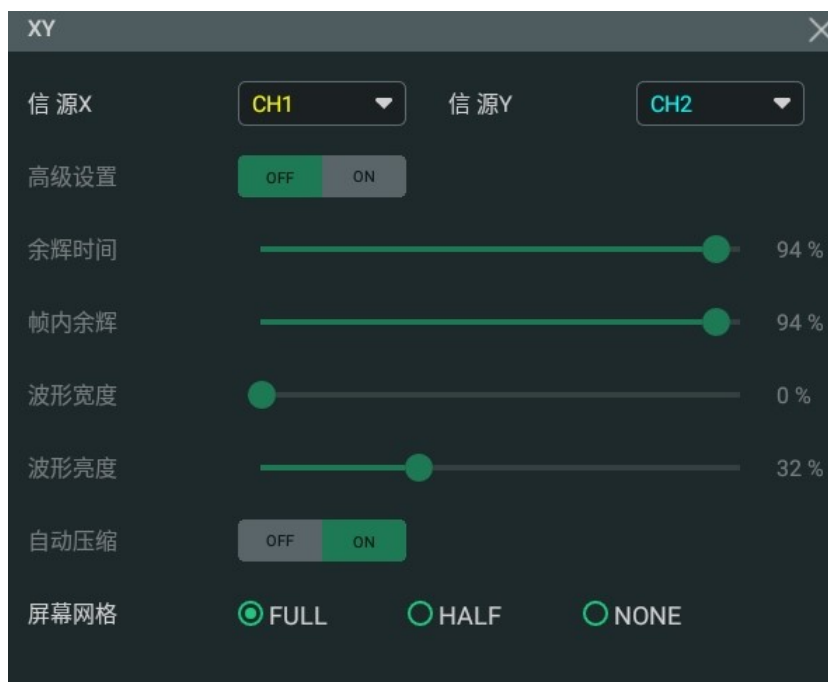 XY
信 源X CH1 信 源Y CH2
高级设置 OFF ON
余辉时间 94 %
帧内余辉 94 %
波形宽度 0 %
波形亮度 32 %
自动压缩 OFF ON
屏幕网格 FULL HALF NONE